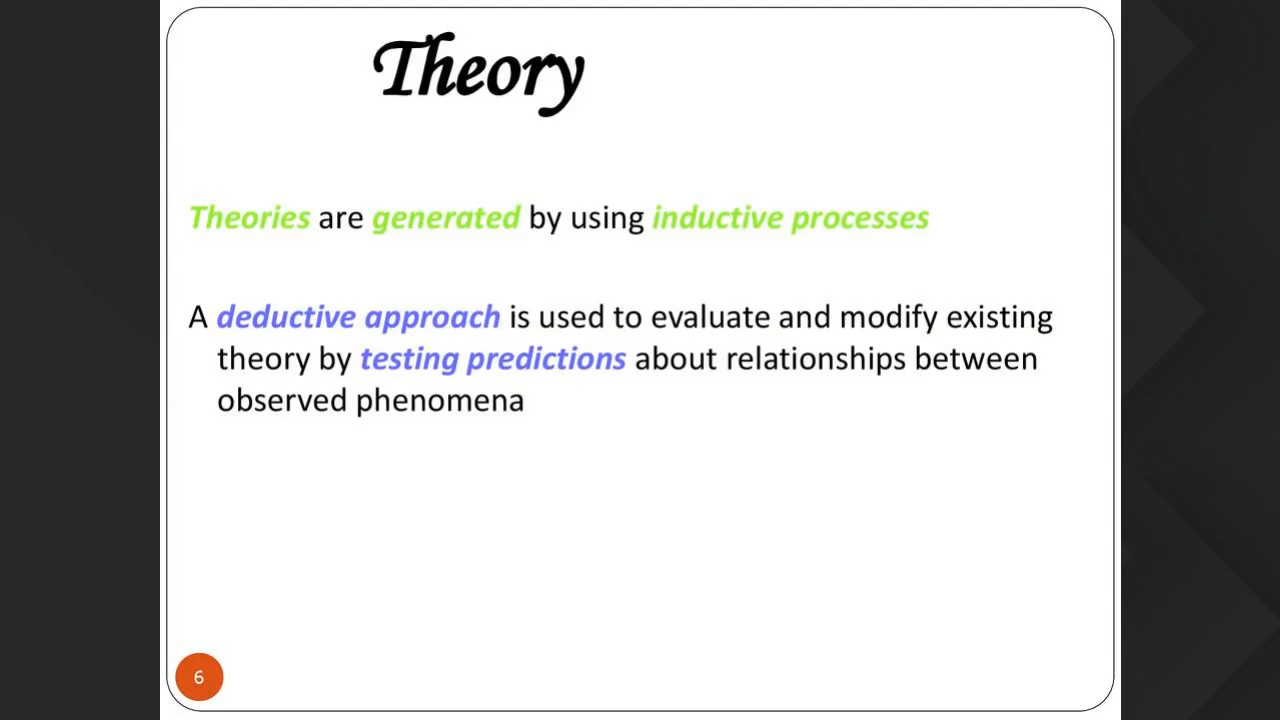 Theory
Theories are generated by using inductive processes
A deductive approach is used to evaluate and modify existing
theory by testing predictions about relationships between
observed phenomena
6